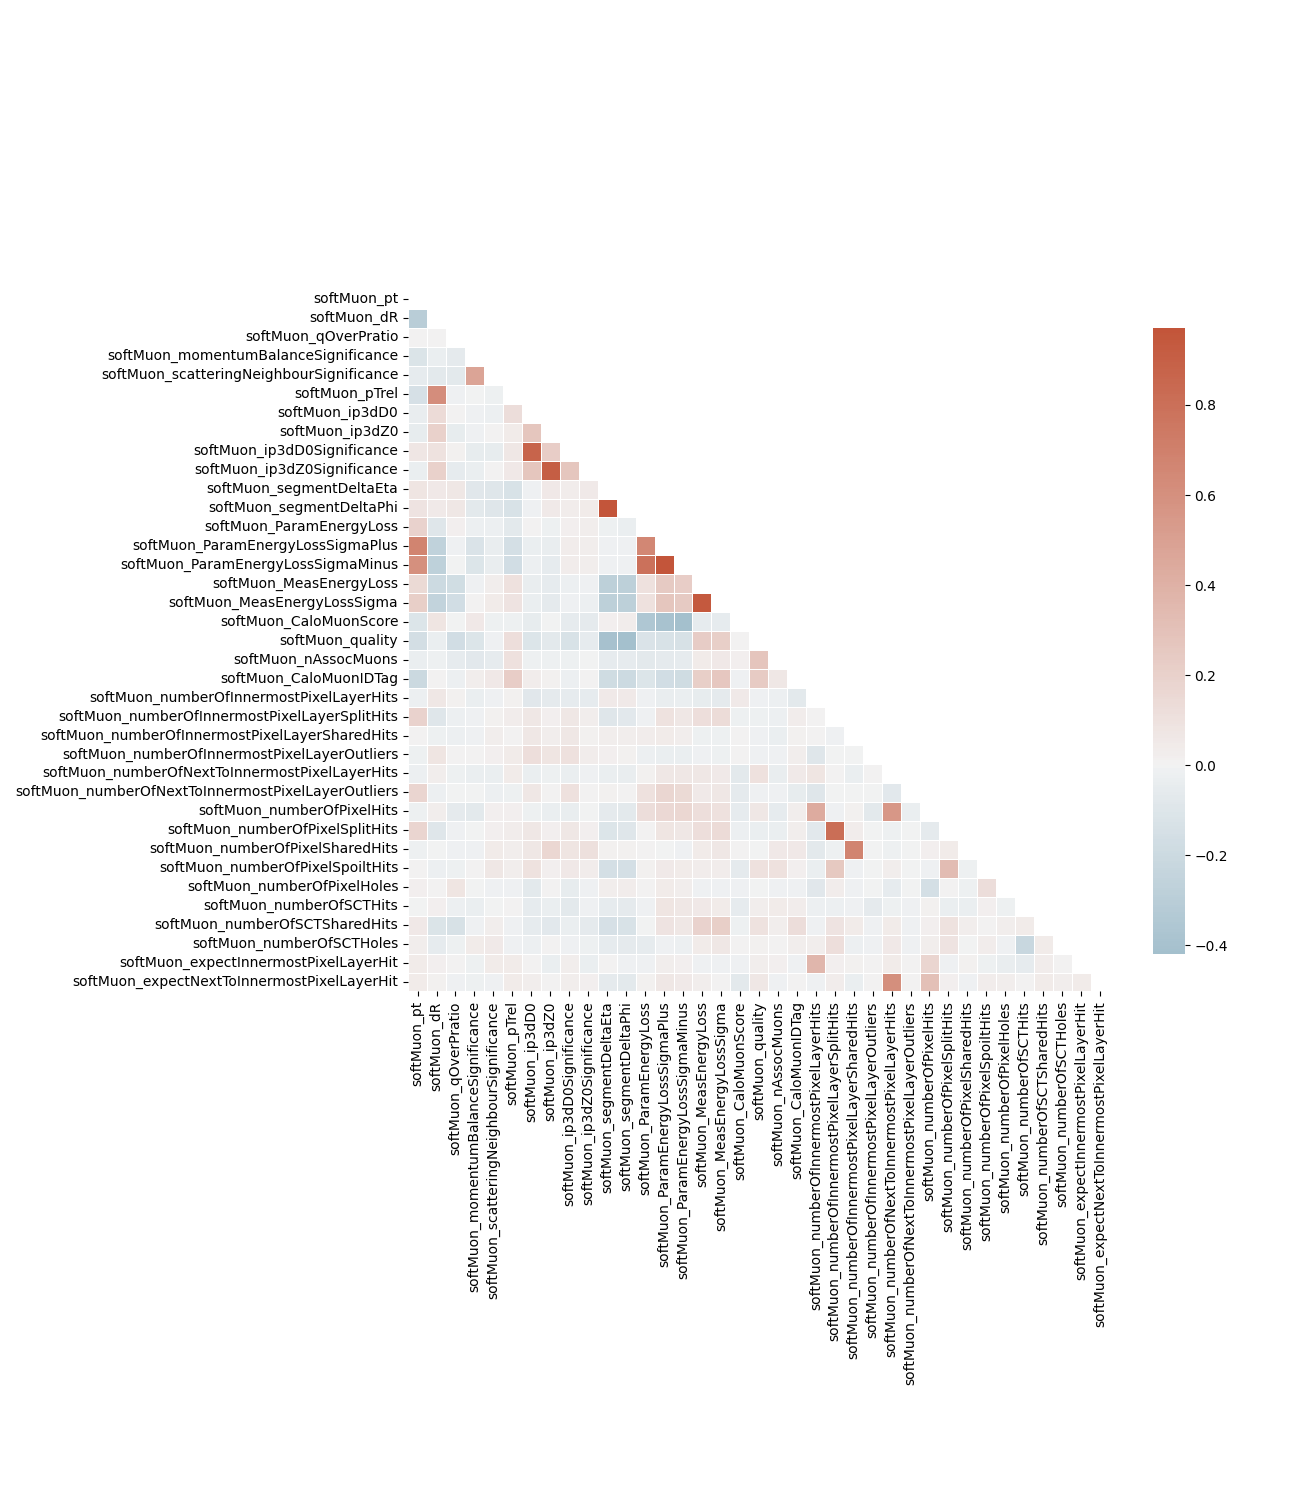 softMuon_pt
softMuon_dR
softMuon_qOverPratio
softMuon_momentumBalanceSignificance
softMuon_scatteringNeighbourSignificance
softMuon_pTrel
softMuon_ip3dD0
softMuon_ip3dZ0
softMuon_ip3dD0Significance
softMuon_ip3dZ0Significance
softMuon_segmentDeltaEta
softMuon_segmentDeltaPhi
softMuon_ParamEnergyLoss
softMuon_ParamEnergyLossSigmaPlus
softMuon_ParamEnergyLossSigmaMinus
softMuon_MeasEnergyLoss
softMuon_MeasEnergyLossSigma
softMuon_CaloMuonScore
softMuon_quality
softMuon_nAssocMuons
softMuon_CaloMuonIDTag
softMuon_numberOfInnermostPixelLayerHits
softMuon_numberOfInnermostPixelLayerSplitHits
softMuon_numberOfInnermostPixelLayerSharedHits
softMuon_numberOfInnermostPixelLayerOutliers
softMuon_numberOfNextToInnermostPixelLayerHits
softMuon_numberOfNextToInnermostPixelLayerOutliers
softMuon_numberOfPixelHits
softMuon_numberOfPixelSplitHits
softMuon_numberOfPixelSharedHits
softMuon_numberOfPixelSpoiltHits
softMuon_numberOfPixelHoles
softMuon_numberOfSCTHits
softMuon_numberOfSCTSharedHits
softMuon_numberOfSCTHoles
softMuon_expectInnermostPixelLayerHit
softMuon_expectNextToInnermostPixelLayerHit
softMuon_pt
softMuon_dR
softMuon_qOverPratio
softMuon_momentumBalanceSignificance
softMuon_scatteringNeighbourSignificance
softMuon_pTrel
softMuon_ip3dD0
softMuon_ip3dZ0
softMuon_ip3dD0Significance
softMuon_ip3dZ0Significance
softMuon_segmentDeltaEta
softMuon_segmentDeltaPhi
softMuon_ParamEnergyLoss
softMuon_ParamEnergyLossSigmaPlus
softMuon_ParamEnergyLossSigmaMinus
softMuon_MeasEnergyLoss
softMuon_MeasEnergyLossSigma
softMuon_CaloMuonScore
softMuon_quality
softMuon_nAssocMuons
softMuon_CaloMuonIDTag
softMuon_numberOfInnermostPixelLayerHits
softMuon_numberOfInnermostPixelLayerSplitHits
softMuon_numberOfInnermostPixelLayerSharedHits
softMuon_numberOfInnermostPixelLayerOutliers
softMuon_numberOfNextToInnermostPixelLayerHits
softMuon_numberOfNextToInnermostPixelLayerOutliers
softMuon_numberOfPixelHits
softMuon_numberOfPixelSplitHits
softMuon_numberOfPixelSharedHits
softMuon_numberOfPixelSpoiltHits
softMuon_numberOfPixelHoles
softMuon_numberOfSCTHits
softMuon_numberOfSCTSharedHits
softMuon_numberOfSCTHoles
softMuon_expectInnermostPixelLayerHit
softMuon_expectNextToInnermostPixelLayerHit
0.8
0.6
0.4
0.2
0.0
−0.2
−0.4